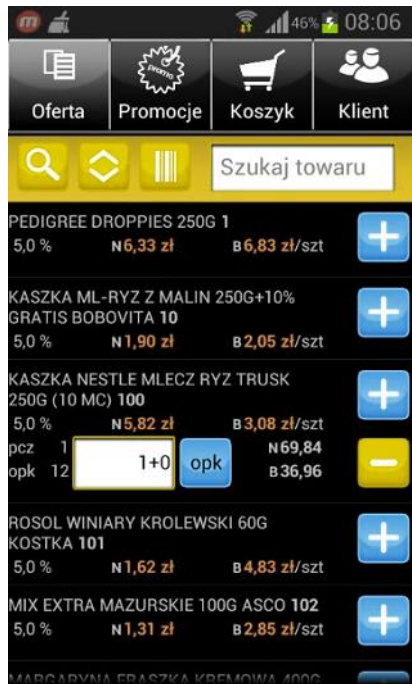 46% 08:06
Oferta Promocje Koszyk Klient
promo
Szukaj towaru
PEDIGREE DROPPIES 250G 1
5,0 % N6,33 zł B6,83 zł/szt
KASZKA ML-RYZ Z MALIN 250G+10%
GRATIS BOBOVITA 10
5,0 % N1,90 zł B2,05 zł/szt
KASZKA NESTLE MLECZ RYZ TRUSK
250G (10 MC) 100
5,0 % N5,82 zł B3,08 zł/szt
pcz 1 1+0 opk N69,84
opk 12 B36,96
ROSOL WINIARY KROLEWSKI 60G
KOSTKA 101
5,0 % N1,62 zł B4,83 zł/szt
MIX EXTRA MAZURSKIE 100G ASCO 102
5,0 % N1,31 zł B2,85 zł/szt
MARGARYNA FRASZKA KREMOWA 400G